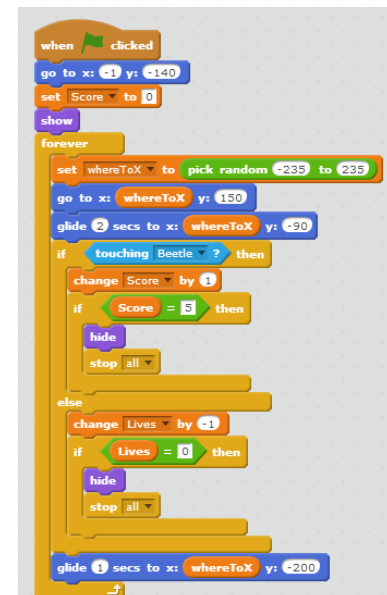 when clicked
go to x: -1 y: -140
set Score to 0
show
forever
set whereToX to pick random -235 to 235
go to x: whereToX y: 150
glide 2 secs to x: whereToX y: -90
if touching Beetle ? then
change Score by 1
if Score = 5 then
hide
stop all
else
change Lives by -1
if Lives = 0 then
hide
stop all
glide 1 secs to x: whereToX y: -200